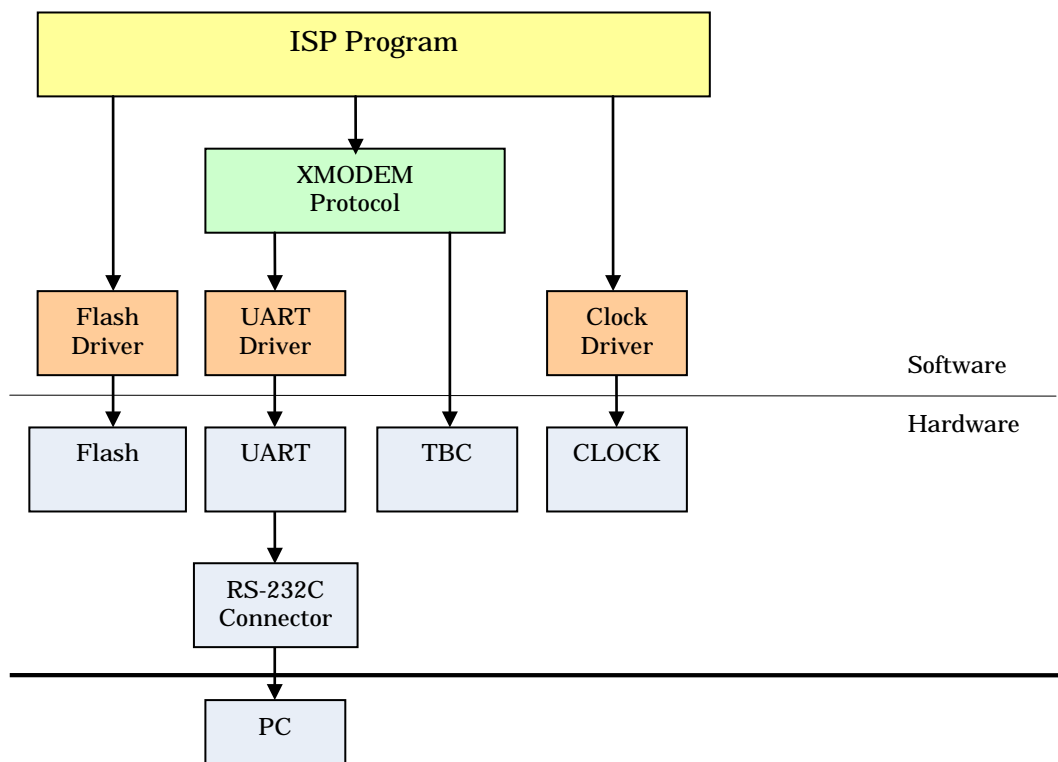 ISP Program
XMODEM
Protocol
Flash
Driver
UART
Driver
Clock
Driver
Software
Hardware
Flash
UART
TBC
CLOCK
RS-232C
Connector
PC